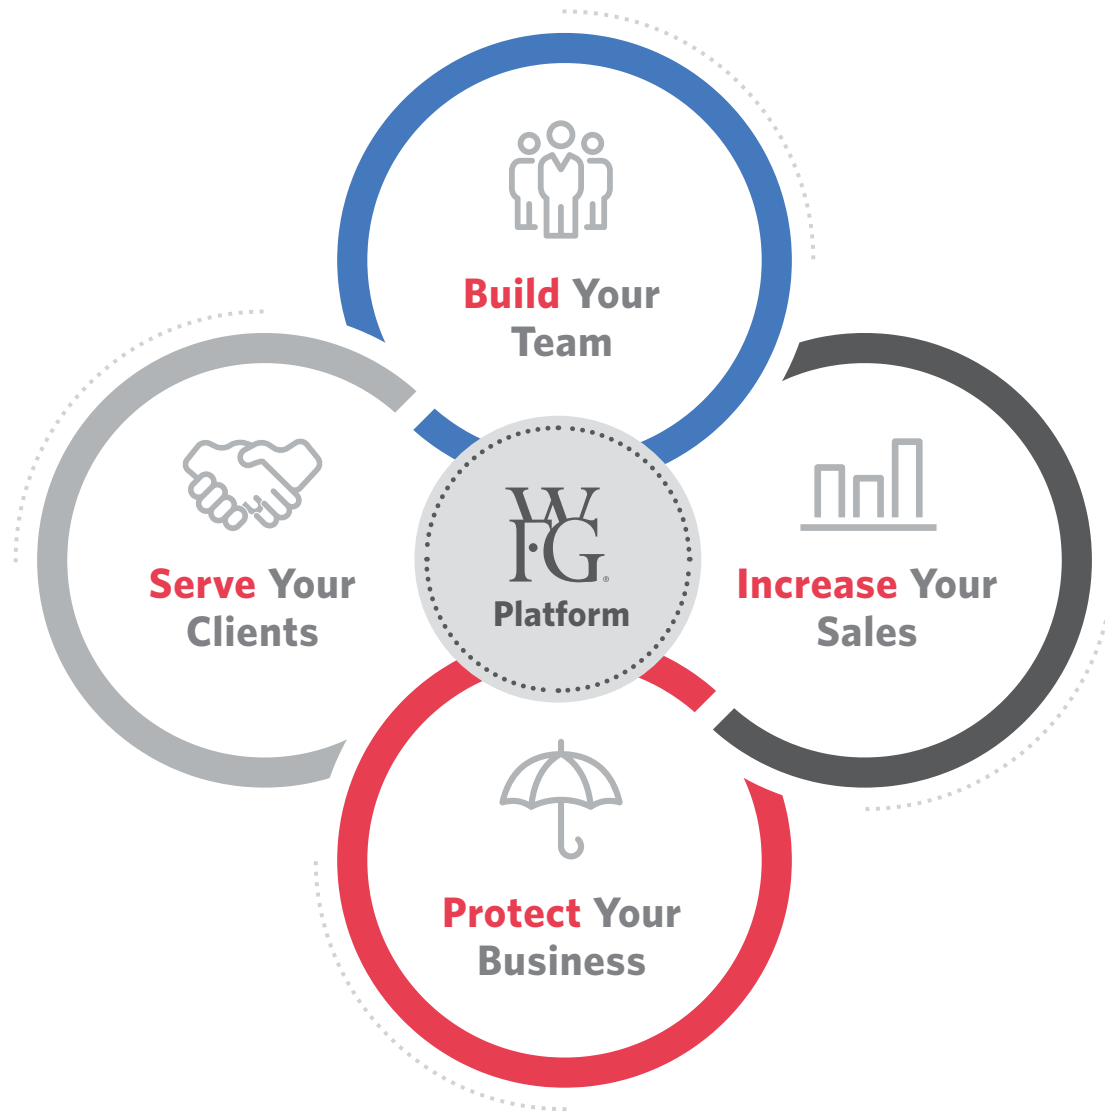 Build Your
Team
Serve Your
Clients
WFG®
Platform
Increase Your
Sales
Protect Your
Business